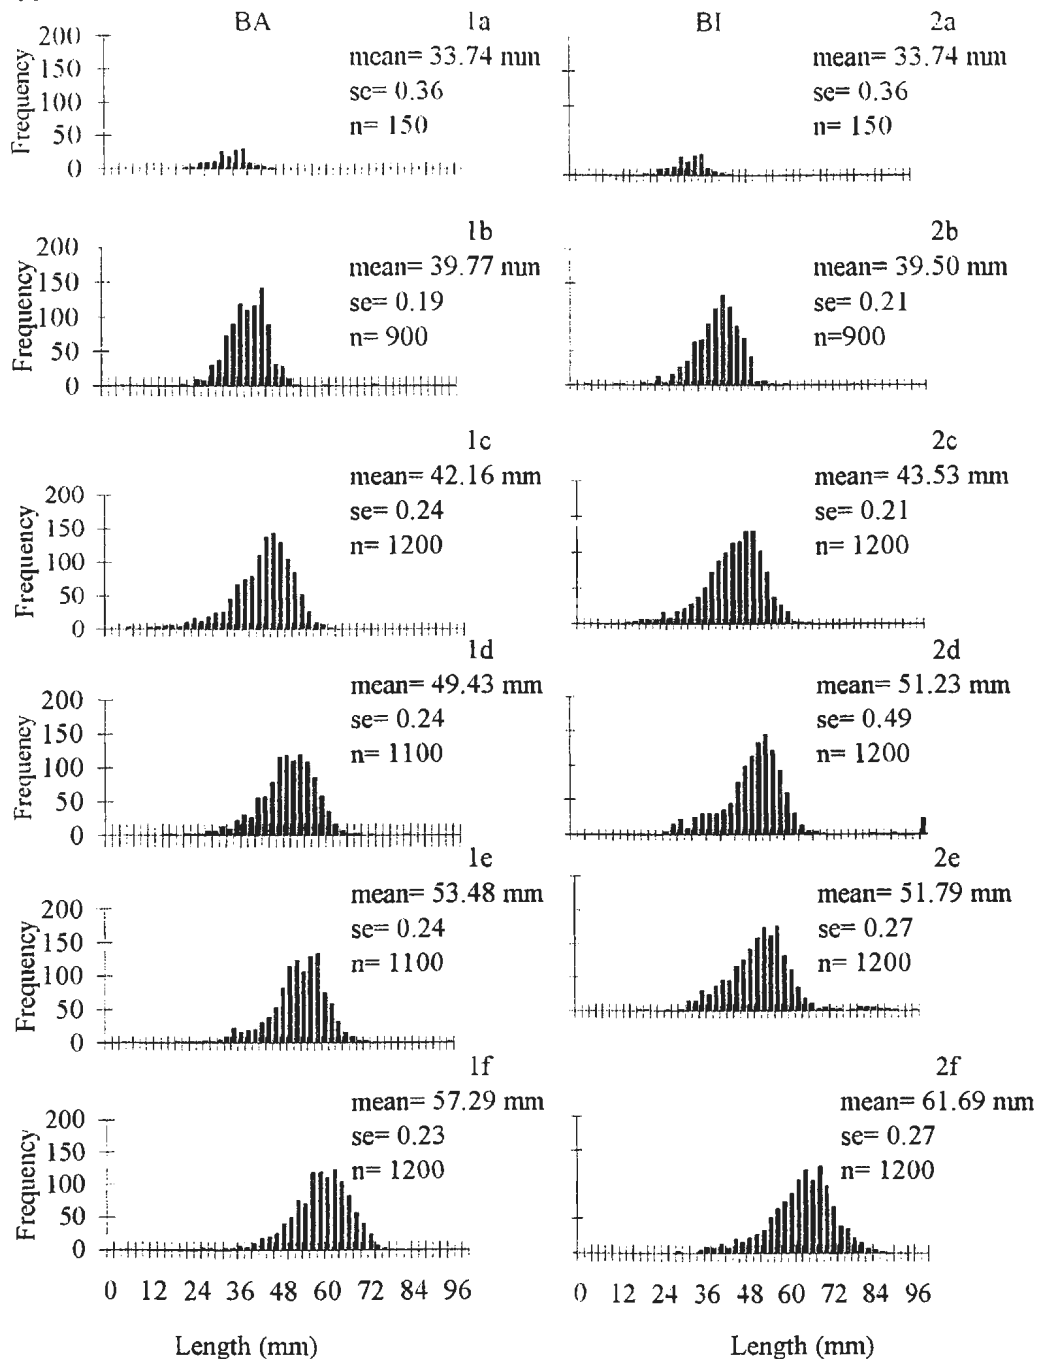 BA 1a BI 2a
200
150
100
50
0
Frequency
mean= 33.74 mm
se= 0.36
n= 150
mean= 33.74 mm
se= 0.36
n= 150
1b 2b
200
150
100
50
0
Frequency
mean= 39.77 mm
se= 0.19
n= 900
mean= 39.50 mm
se= 0.21
n=900
1c 2c
200
150
100
50
0
Frequency
mean= 42.16 mm
se= 0.24
n= 1200
mean= 43.53 mm
se= 0.21
n= 1200
1d 2d
200
150
100
50
0
Frequency
mean= 49.43 mm
se= 0.24
n= 1100
mean= 51.23 mm
se= 0.49
n= 1200
1e 2e
200
150
100
50
0
Frequency
mean= 53.48 mm
se= 0.24
n= 1100
mean= 51.79 mm
se= 0.27
n= 1200
1f 2f
200
150
100
50
0
Frequency
mean= 57.29 mm
se= 0.23
n= 1200
mean= 61.69 mm
se= 0.27
n= 1200
0 12 24 36 48 60 72 84 96
0 12 24 36 48 60 72 84 96
Length (mm) Length (mm)